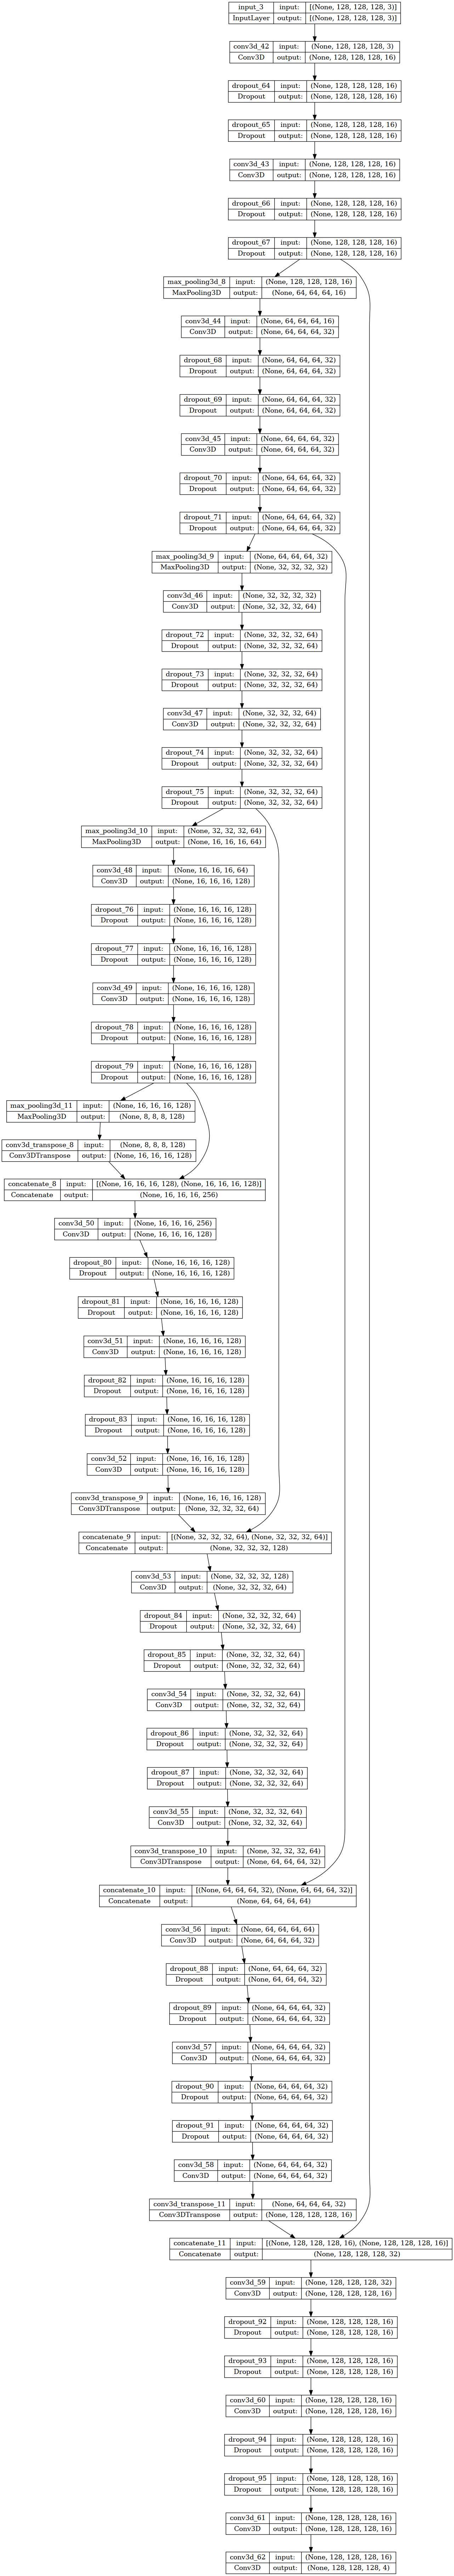 input_3 input: [(None, 128, 128, 128, 3)]
InputLayer output: [(None, 128, 128, 128, 3)]
conv3d_42 input: (None, 128, 128, 128, 3)
Conv3D output: (None, 128, 128, 128, 16)
dropout_64 input: (None, 128, 128, 128, 16)
Dropout output: (None, 128, 128, 128, 16)
dropout_65 input: (None, 128, 128, 128, 16)
Dropout output: (None, 128, 128, 128, 16)
conv3d_43 input: (None, 128, 128, 128, 16)
Conv3D output: (None, 128, 128, 128, 16)
dropout_66 input: (None, 128, 128, 128, 16)
Dropout output: (None, 128, 128, 128, 16)
dropout_67 input: (None, 128, 128, 128, 16)
Dropout output: (None, 128, 128, 128, 16)
max_pooling3d_8 input: (None, 128, 128, 128, 16)
MaxPooling3D output: (None, 64, 64, 64, 16)
conv3d_44 input: (None, 64, 64, 64, 16)
Conv3D output: (None, 64, 64, 64, 32)
dropout_68 input: (None, 64, 64, 64, 32)
Dropout output: (None, 64, 64, 64, 32)
dropout_69 input: (None, 64, 64, 64, 32)
Dropout output: (None, 64, 64, 64, 32)
conv3d_45 input: (None, 64, 64, 64, 32)
Conv3D output: (None, 64, 64, 64, 32)
dropout_70 input: (None, 64, 64, 64, 32)
Dropout output: (None, 64, 64, 64, 32)
dropout_71 input: (None, 64, 64, 64, 32)
Dropout output: (None, 64, 64, 64, 32)
max_pooling3d_9 input: (None, 64, 64, 64, 32)
MaxPooling3D output: (None, 32, 32, 32, 32)
conv3d_46 input: (None, 32, 32, 32, 32)
Conv3D output: (None, 32, 32, 32, 64)
dropout_72 input: (None, 32, 32, 32, 64)
Dropout output: (None, 32, 32, 32, 64)
dropout_73 input: (None, 32, 32, 32, 64)
Dropout output: (None, 32, 32, 32, 64)
conv3d_47 input: (None, 32, 32, 32, 64)
Conv3D output: (None, 32, 32, 32, 64)
dropout_74 input: (None, 32, 32, 32, 64)
Dropout output: (None, 32, 32, 32, 64)
dropout_75 input: (None, 32, 32, 32, 64)
Dropout output: (None, 32, 32, 32, 64)
max_pooling3d_10 input: (None, 32, 32, 32, 64)
MaxPooling3D output: (None, 16, 16, 16, 64)
conv3d_48 input: (None, 16, 16, 16, 64)
Conv3D output: (None, 16, 16, 16, 128)
dropout_76 input: (None, 16, 16, 16, 128)
Dropout output: (None, 16, 16, 16, 128)
dropout_77 input: (None, 16, 16, 16, 128)
Dropout output: (None, 16, 16, 16, 128)
conv3d_49 input: (None, 16, 16, 16, 128)
Conv3D output: (None, 16, 16, 16, 128)
dropout_78 input: (None, 16, 16, 16, 128)
Dropout output: (None, 16, 16, 16, 128)
dropout_79 input: (None, 16, 16, 16, 128)
Dropout output: (None, 16, 16, 16, 128)
max_pooling3d_11 input: (None, 16, 16, 16, 128)
MaxPooling3D output: (None, 8, 8, 8, 128)
conv3d_transpose_8 input: (None, 8, 8, 8, 128)
Conv3DTranspose output: (None, 16, 16, 16, 128)
concatenate_8 input: [(None, 16, 16, 16, 128), (None, 16, 16, 16, 128)]
Concatenate output: (None, 16, 16, 16, 256)
conv3d_50 input: (None, 16, 16, 16, 256)
Conv3D output: (None, 16, 16, 16, 128)
dropout_80 input: (None, 16, 16, 16, 128)
Dropout output: (None, 16, 16, 16, 128)
dropout_81 input: (None, 16, 16, 16, 128)
Dropout output: (None, 16, 16, 16, 128)
conv3d_51 input: (None, 16, 16, 16, 128)
Conv3D output: (None, 16, 16, 16, 128)
dropout_82 input: (None, 16, 16, 16, 128)
Dropout output: (None, 16, 16, 16, 128)
dropout_83 input: (None, 16, 16, 16, 128)
Dropout output: (None, 16, 16, 16, 128)
conv3d_52 input: (None, 16, 16, 16, 128)
Conv3D output: (None, 16, 16, 16, 128)
conv3d_transpose_9 input: (None, 16, 16, 16, 128)
Conv3DTranspose output: (None, 32, 32, 32, 64)
concatenate_9 input: [(None, 32, 32, 32, 64), (None, 32, 32, 32, 64)]
Concatenate output: (None, 32, 32, 32, 128)
conv3d_53 input: (None, 32, 32, 32, 128)
Conv3D output: (None, 32, 32, 32, 64)
dropout_84 input: (None, 32, 32, 32, 64)
Dropout output: (None, 32, 32, 32, 64)
dropout_85 input: (None, 32, 32, 32, 64)
Dropout output: (None, 32, 32, 32, 64)
conv3d_54 input: (None, 32, 32, 32, 64)
Conv3D output: (None, 32, 32, 32, 64)
dropout_86 input: (None, 32, 32, 32, 64)
Dropout output: (None, 32, 32, 32, 64)
dropout_87 input: (None, 32, 32, 32, 64)
Dropout output: (None, 32, 32, 32, 64)
conv3d_55 input: (None, 32, 32, 32, 64)
Conv3D output: (None, 32, 32, 32, 64)
conv3d_transpose_10 input: (None, 32, 32, 32, 64)
Conv3DTranspose output: (None, 64, 64, 64, 32)
concatenate_10 input: [(None, 64, 64, 64, 32), (None, 64, 64, 64, 32)]
Concatenate output: (None, 64, 64, 64, 64)
conv3d_56 input: (None, 64, 64, 64, 64)
Conv3D output: (None, 64, 64, 64, 32)
dropout_88 input: (None, 64, 64, 64, 32)
Dropout output: (None, 64, 64, 64, 32)
dropout_89 input: (None, 64, 64, 64, 32)
Dropout output: (None, 64, 64, 64, 32)
conv3d_57 input: (None, 64, 64, 64, 32)
Conv3D output: (None, 64, 64, 64, 32)
dropout_90 input: (None, 64, 64, 64, 32)
Dropout output: (None, 64, 64, 64, 32)
dropout_91 input: (None, 64, 64, 64, 32)
Dropout output: (None, 64, 64, 64, 32)
conv3d_58 input: (None, 64, 64, 64, 32)
Conv3D output: (None, 64, 64, 64, 32)
conv3d_transpose_11 input: (None, 64, 64, 64, 32)
Conv3DTranspose output: (None, 128, 128, 128, 16)
concatenate_11 input: [(None, 128, 128, 128, 16), (None, 128, 128, 128, 16)]
Concatenate output: (None, 128, 128, 128, 32)
conv3d_59 input: (None, 128, 128, 128, 32)
Conv3D output: (None, 128, 128, 128, 16)
dropout_92 input: (None, 128, 128, 128, 16)
Dropout output: (None, 128, 128, 128, 16)
dropout_93 input: (None, 128, 128, 128, 16)
Dropout output: (None, 128, 128, 128, 16)
conv3d_60 input: (None, 128, 128, 128, 16)
Conv3D output: (None, 128, 128, 128, 16)
dropout_94 input: (None, 128, 128, 128, 16)
Dropout output: (None, 128, 128, 128, 16)
dropout_95 input: (None, 128, 128, 128, 16)
Dropout output: (None, 128, 128, 128, 16)
conv3d_61 input: (None, 128, 128, 128, 16)
Conv3D output: (None, 128, 128, 128, 16)
conv3d_62 input: (None, 128, 128, 128, 16)
Conv3D output: (None, 128, 128, 128, 4)